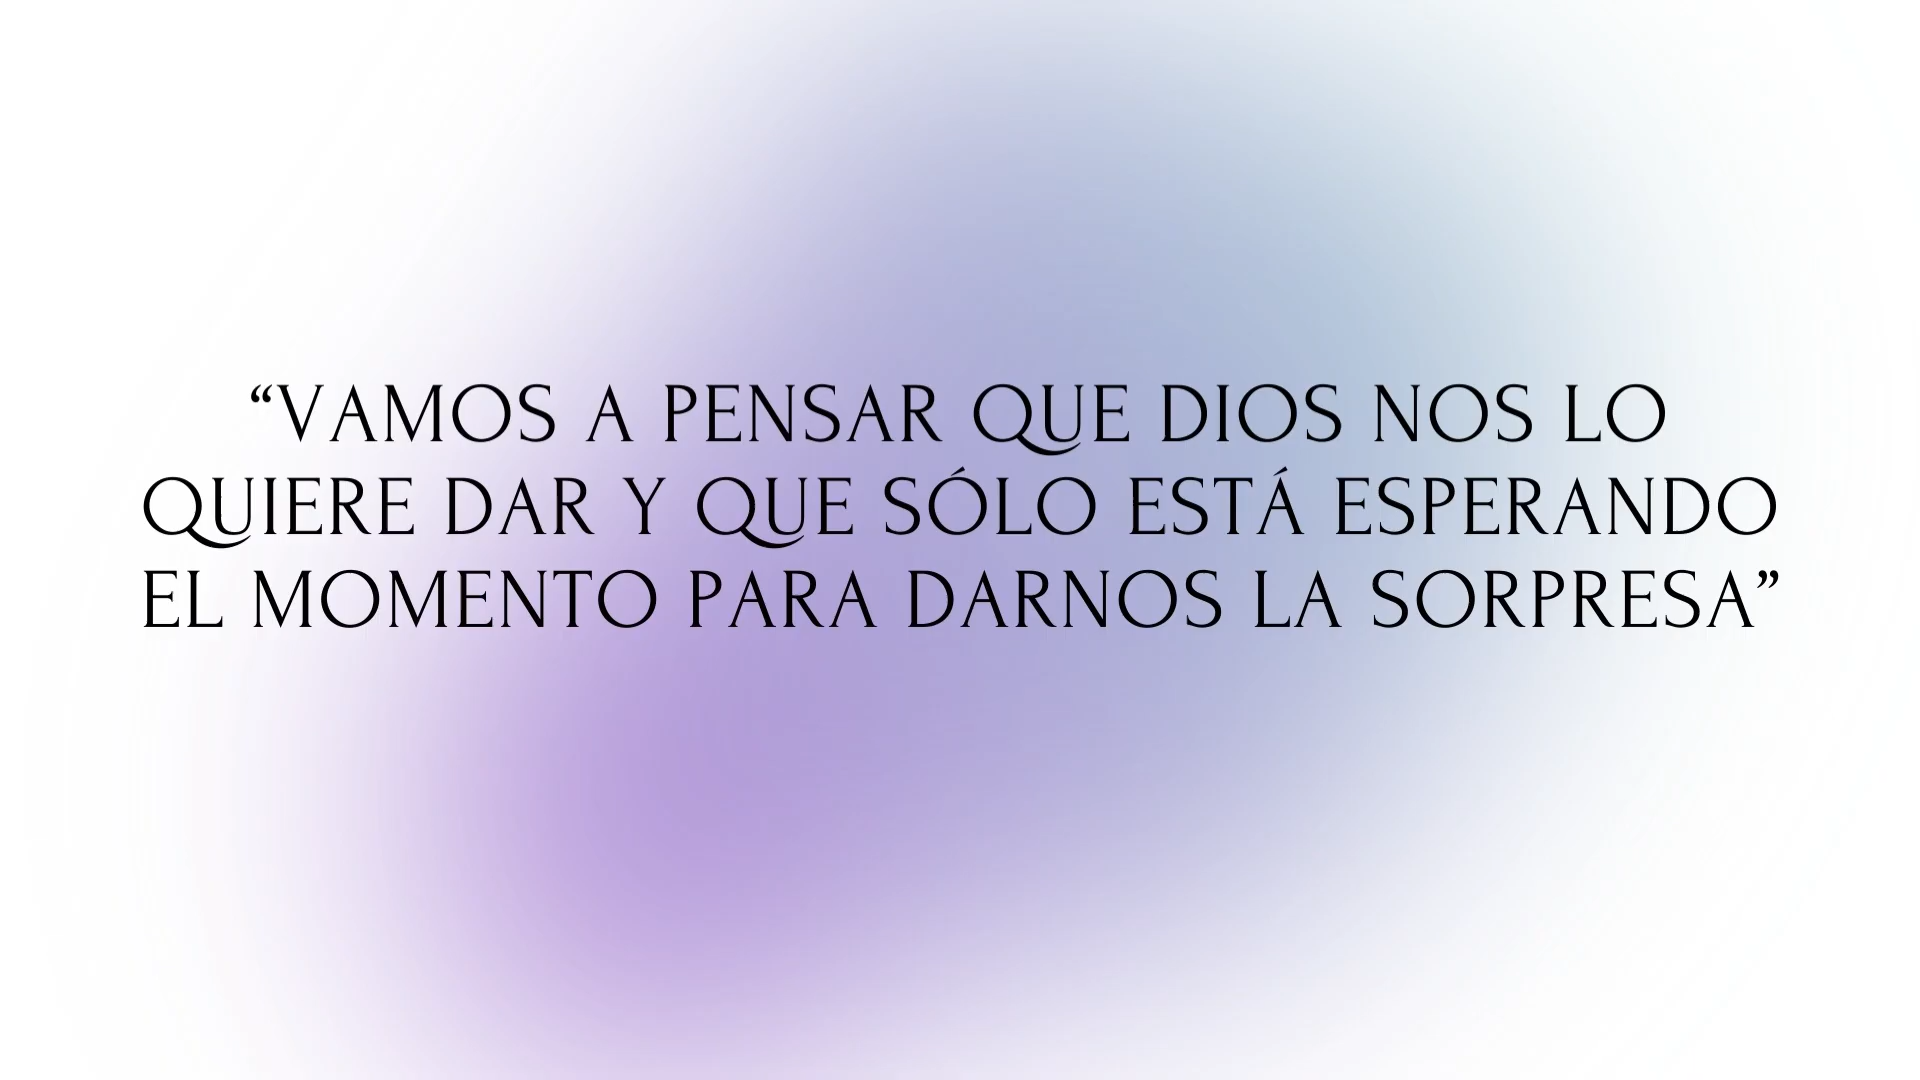 “VAMOS A PENSAR QUE DIOS NOS LO
QUIERE DAR Y QUE SÓLO ESTÁ ESPERANDO
EL MOMENTO PARA DARNOS LA SORPRESA”